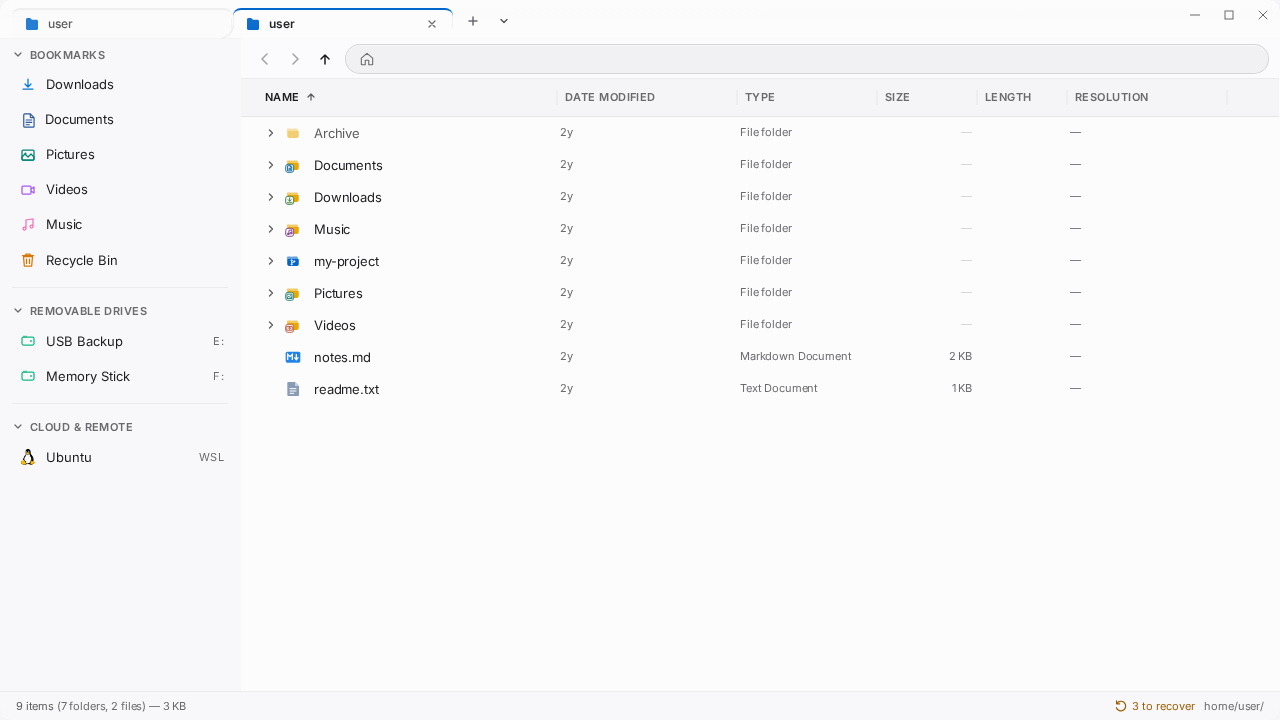 user
user
BOOKMARKS
Downloads
Documents
Pictures
Videos
Music
Recycle Bin
REMOVABLE DRIVES
USB Backup E:
Memory Stick F:
CLOUD & REMOTE
Ubuntu WSL
NAME DATE MODIFIED TYPE SIZE LENGTH RESOLUTION
Archive 2y File folder — —
Documents 2y File folder — —
Downloads 2y File folder — —
Music 2y File folder — —
my-project 2y File folder — —
Pictures 2y File folder — —
Videos 2y File folder — —
notes.md 2y Markdown Document 2 KB —
readme.txt 2y Text Document 1 KB —
9 items (7 folders, 2 files) — 3 KB
3 to recover home/user/